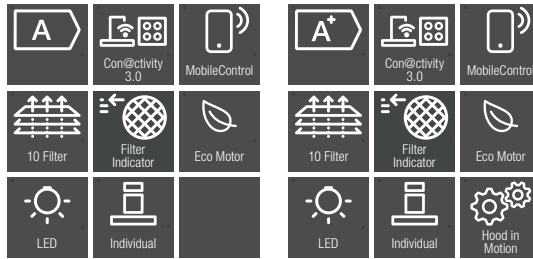 A
Con@ctivity
3.0
MobileControl
10 Filter
Filter
Indicator
Eco Motor
LED
Individual
A+
Con@ctivity
3.0
MobileControl
10 Filter
Filter
Indicator
Eco Motor
LED
Individual
Hood in
Motion